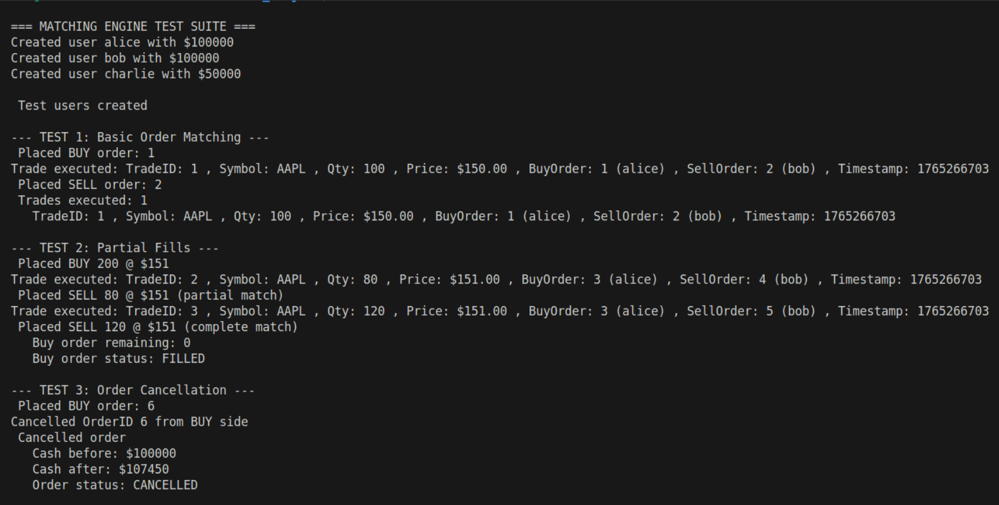 === MATCHING ENGINE TEST SUITE ===
Created user alice with $100000
Created user bob with $100000
Created user charlie with $50000
Test users created
--- TEST 1: Basic Order Matching ---
Placed BUY order: 1
Trade executed: TradeID: 1 , Symbol: AAPL , Qty: 100 , Price: $150.00 , BuyOrder: 1 (alice) , SellOrder: 2 (bob) , Timestamp: 1765266703
Placed SELL order: 2
Trades executed: 1
TradeID: 1 , Symbol: AAPL , Qty: 100 , Price: $150.00 , BuyOrder: 1 (alice) , SellOrder: 2 (bob) , Timestamp: 1765266703
--- TEST 2: Partial Fills ---
Placed BUY 200 @ $151
Trade executed: TradeID: 2 , Symbol: AAPL , Qty: 80 , Price: $151.00 , BuyOrder: 3 (alice) , SellOrder: 4 (bob) , Timestamp: 1765266703
Placed SELL 80 @ $151 (partial match)
Trade executed: TradeID: 3 , Symbol: AAPL , Qty: 120 , Price: $151.00 , BuyOrder: 3 (alice) , SellOrder: 5 (bob) , Timestamp: 1765266703
Placed SELL 120 @ $151 (complete match)
Buy order remaining: 0
Buy order status: FILLED
--- TEST 3: Order Cancellation ---
Placed BUY order: 6
Cancelled OrderID 6 from BUY side
Cancelled order
Cash before: $100000
Cash after: $107450
Order status: CANCELLED